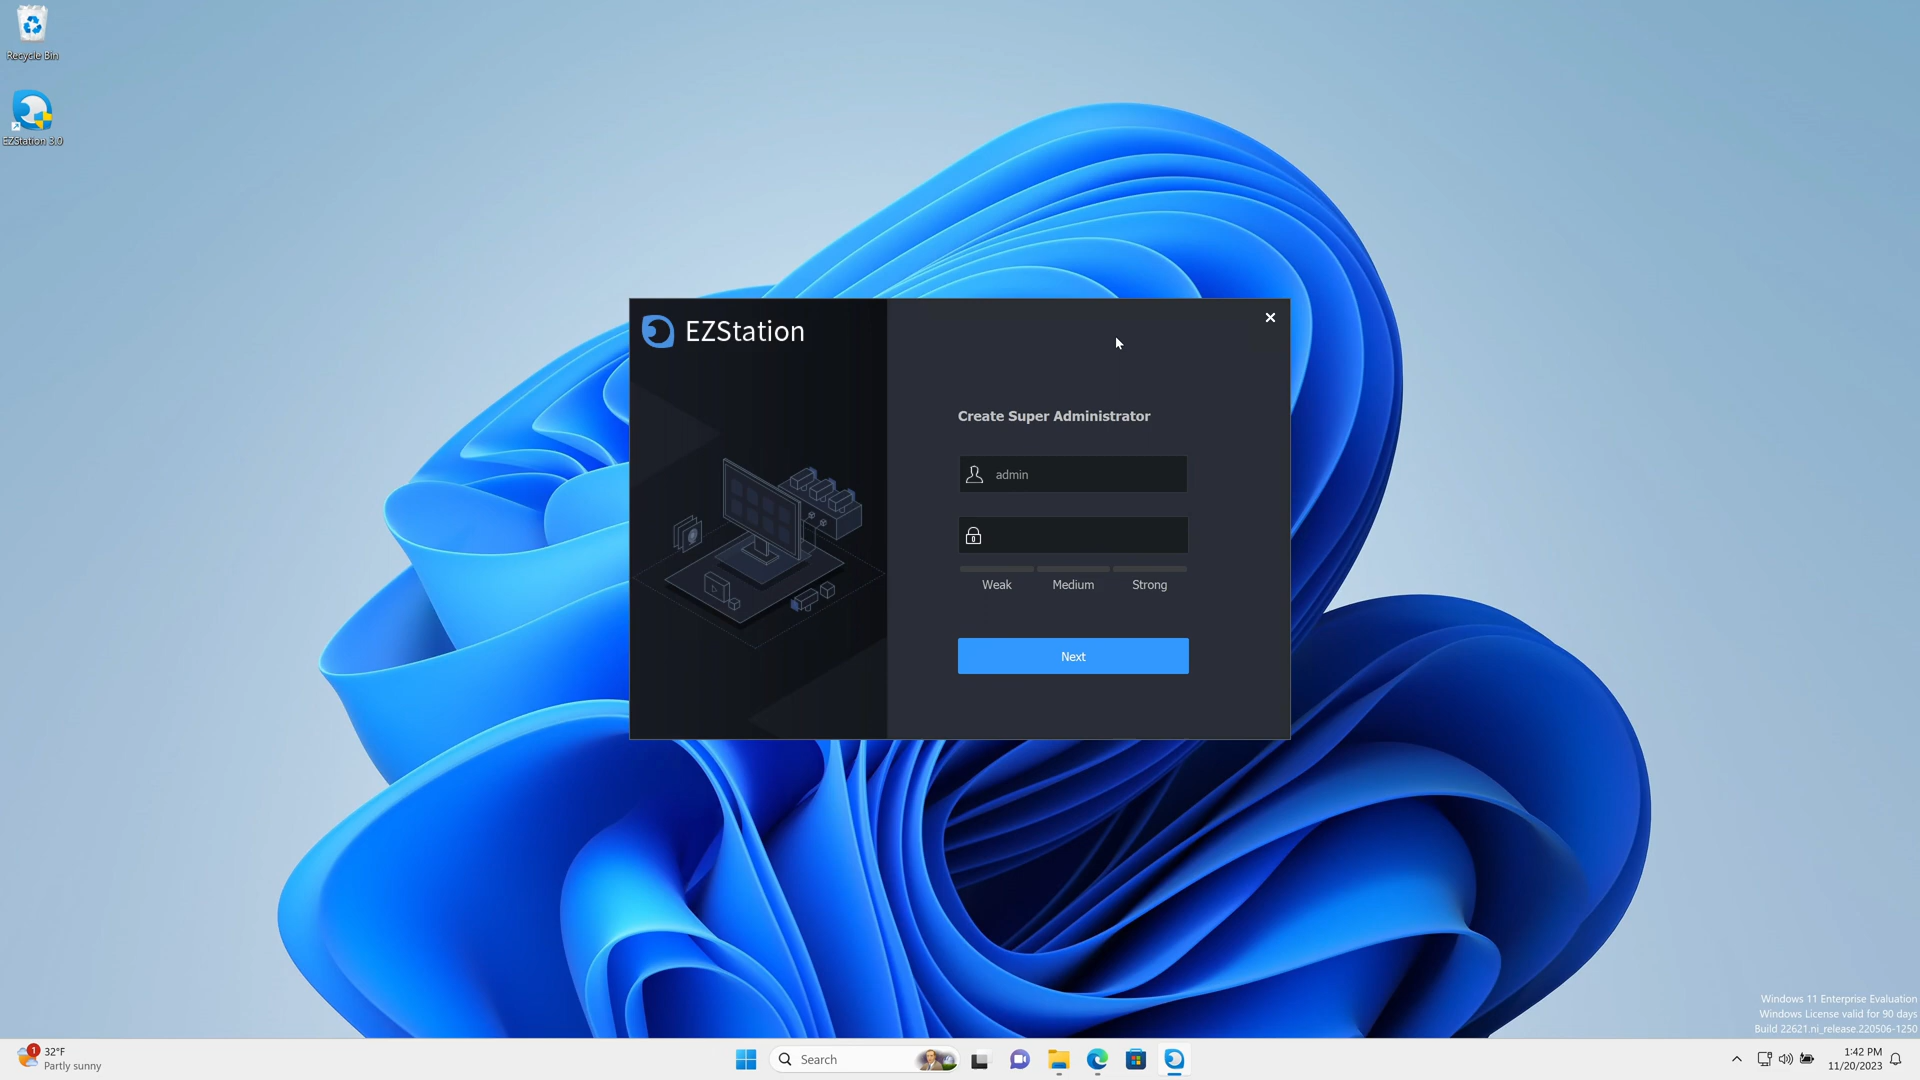 Recycle Bin
EZStation 3.0
EZStation
Create Super Administrator
admin
Weak Medium Strong
Next
Windows 11 Enterprise Evaluation
Windows License valid for 90 days
Build 22621.ni_release.220506-1250
1
32°F
Partly sunny
Search
1:42 PM
11/20/2023